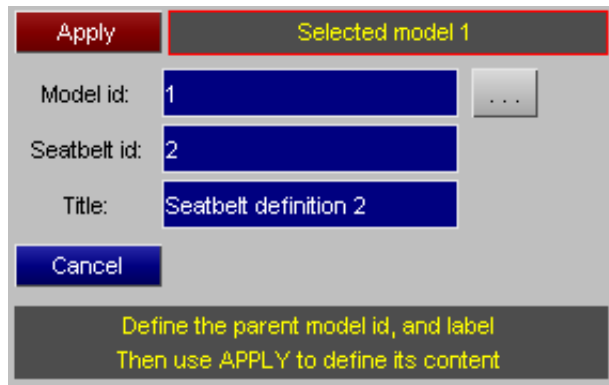 Apply
Selected model 1
Model id:
1
. . .
Seatbelt id:
2
Title:
Seatbelt definition 2
Cancel
Define the parent model id, and label
Then use APPLY to define its content